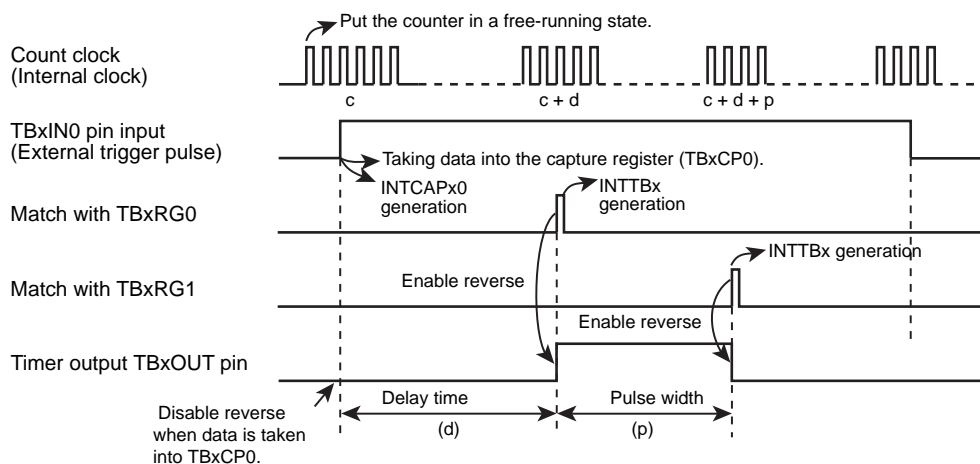 Put the counter in a free-running state.
Count clock
(Internal clock)
c
c + d
c + d + p
TBxIN0 pin input
(External trigger pulse)
Taking data into the capture register (TBxCP0).
INTCAPx0
generation
INTTBx
generation
Match with TBxRG0
INTTBx generation
Enable reverse
Match with TBxRG1
Enable reverse
Timer output TBxOUT pin
Disable reverse
when data is taken
into TBxCP0.
Delay time
(d)
Pulse width
(p)